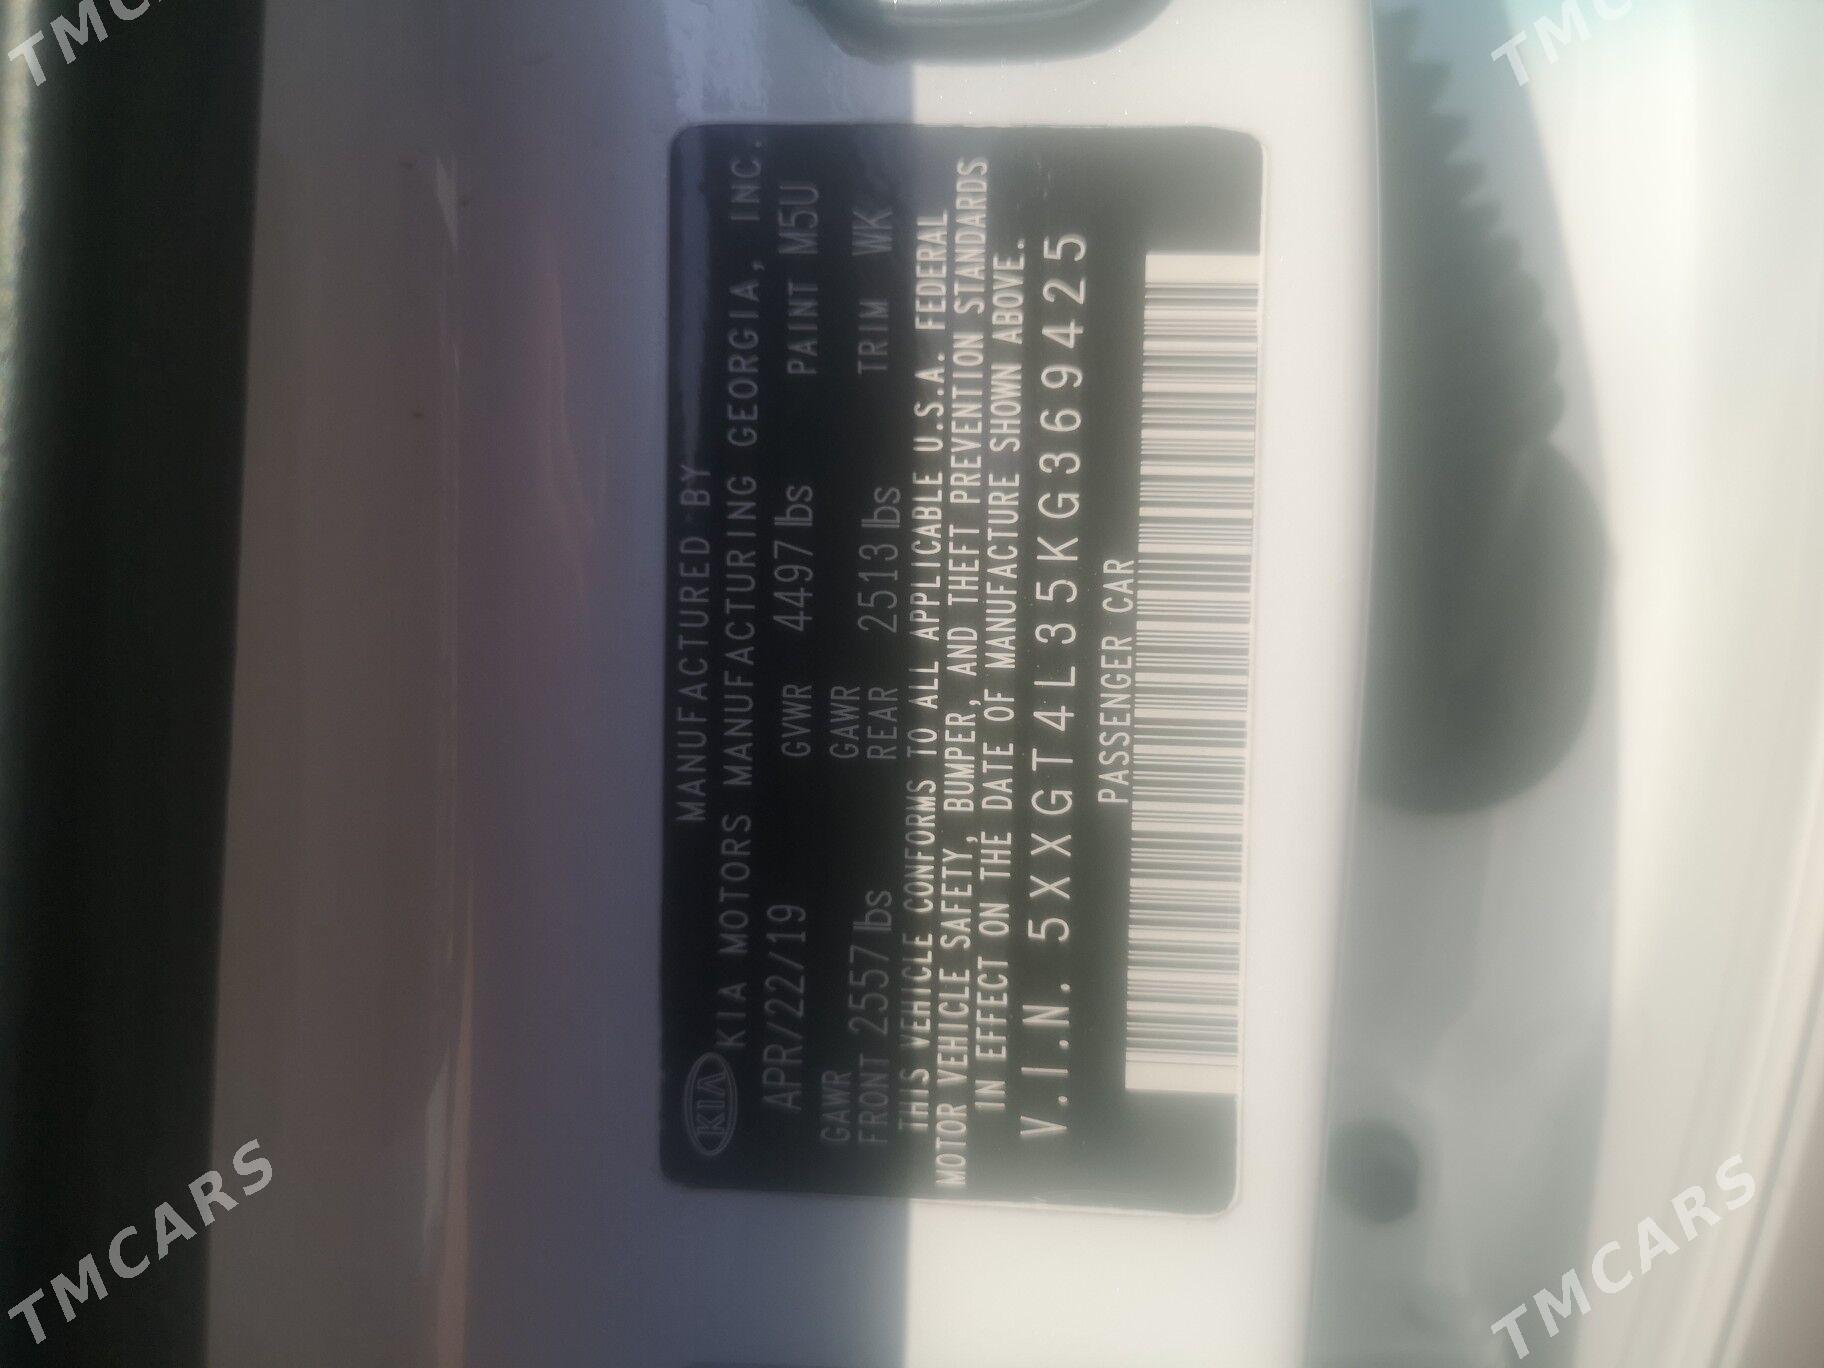 MANUFACTURED BY
KIA KIA MOTORS MANUFACTURING GEORGIA, INC.
APR/22/19 GVWR 4497 lbs PAINT M5U
GAWR GAWR
FRONT 2557 lbs REAR 2513 lbs TRIM WK
THIS VEHICLE CONFORMS TO ALL APPLICABLE U.S.A. FEDERAL
MOTOR VEHICLE SAFETY, BUMPER, AND THEFT PREVENTION STANDARDS
IN EFFECT ON THE DATE OF MANUFACTURE SHOWN ABOVE.
V.I.N. 5XXGT4L35KG369425
PASSENGER CAR
TMCARS
TMCARS
TMCARS
TMCARS